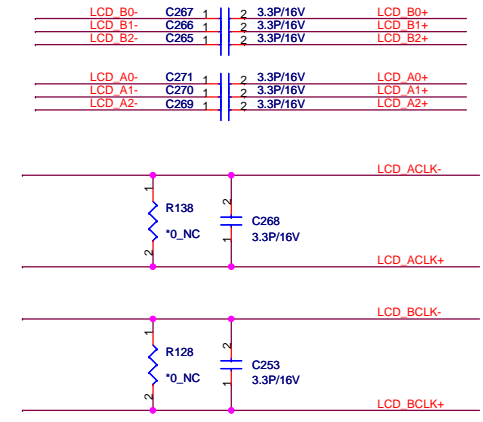 LCD_B0- C267 1 2 3.3P/16V LCD_B0+
LCD_B1- C266 1 2 3.3P/16V LCD_B1+
LCD_B2- C265 1 2 3.3P/16V LCD_B2+
LCD_A0- C271 1 2 3.3P/16V LCD_A0+
LCD_A1- C270 1 2 3.3P/16V LCD_A1+
LCD_A2- C269 1 2 3.3P/16V LCD_A2+
LCD_ACLK-
1 2
R138 C268
*0_NC 3.3P/16V
2 1
LCD_ACLK+
LCD_BCLK-
1 2
R128 C253
*0_NC 3.3P/16V
2 1
LCD_BCLK+